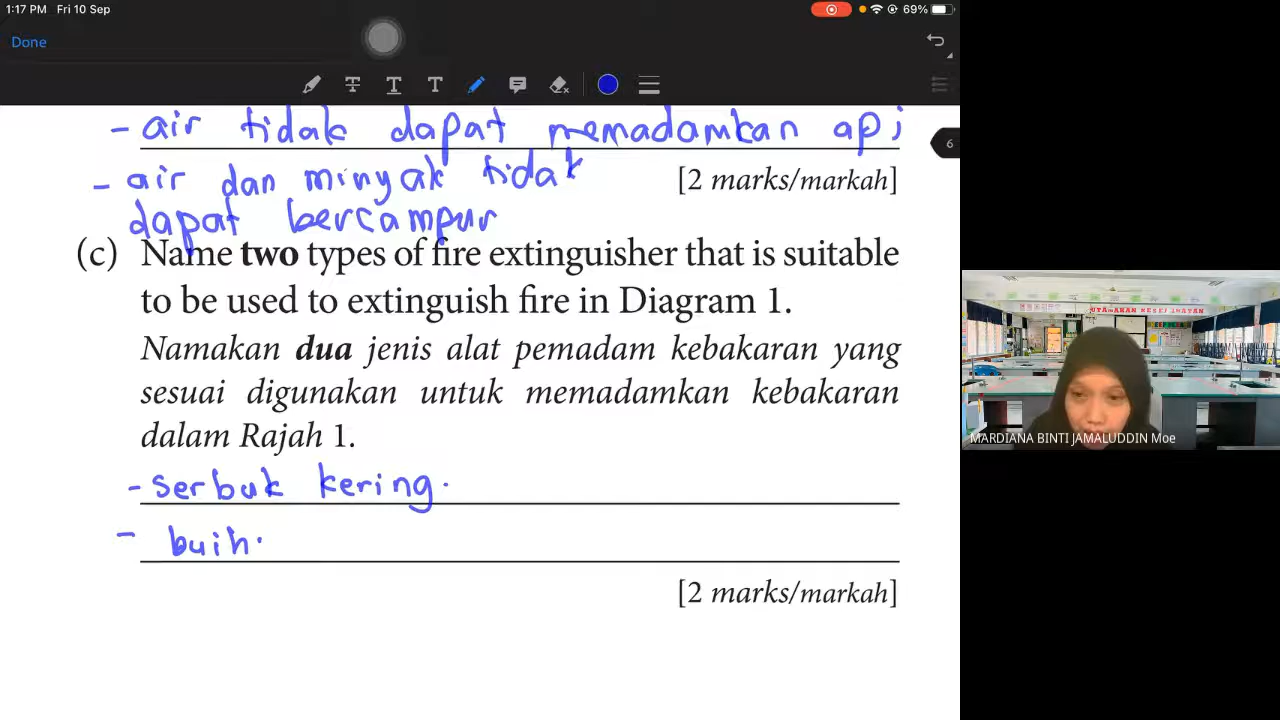 1:17 PM Fri 10 Sep
69%
Done
- air tidak dapat memadamkan api
6
- air dan minyak tidak
[2 marks/markah]
dapat bercampur
(c) Name two types of fire extinguisher that is suitable
to be used to extinguish fire in Diagram 1.
Namakan dua jenis alat pemadam kebakaran yang
sesuai digunakan untuk memadamkan kebakaran
dalam Rajah 1.
- serbuk kering.
- buih.
[2 marks/markah]
MARDIANA BINTI JAMALUDDIN Moe